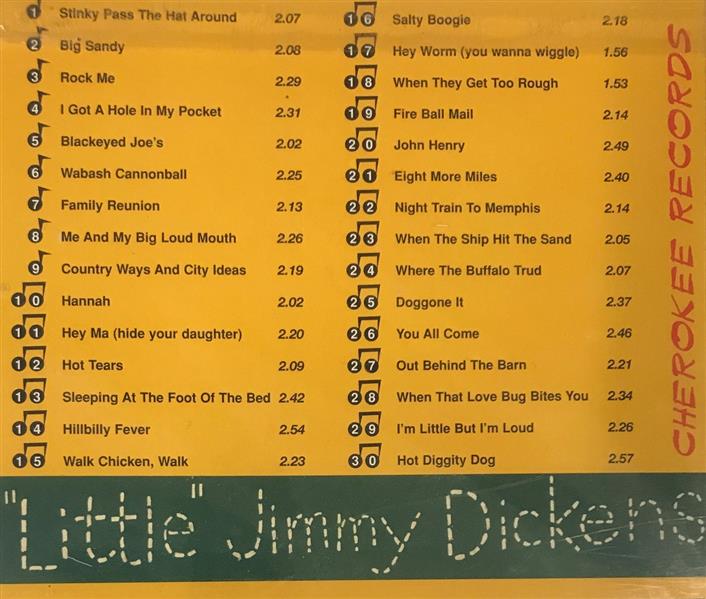 1 Stinky Pass The Hat Around 2.07
2 Big Sandy 2.08
3 Rock Me 2.29
4 I Got A Hole In My Pocket 2.31
5 Blackeyed Joe's 2.02
6 Wabash Cannonball 2.25
7 Family Reunion 2.13
8 Me And My Big Loud Mouth 2.26
9 Country Ways And City Ideas 2.19
10 Hannah 2.02
11 Hey Ma (hide your daughter) 2.20
12 Hot Tears 2.09
13 Sleeping At The Foot Of The Bed 2.42
14 Hillbilly Fever 2.54
15 Walk Chicken, Walk 2.23
16 Salty Boogie 2.18
17 Hey Worm (you wanna wiggle) 1.56
18 When They Get Too Rough 1.53
19 Fire Ball Mail 2.14
20 John Henry 2.49
21 Eight More Miles 2.40
22 Night Train To Memphis 2.14
23 When The Ship Hit The Sand 2.05
24 Where The Buffalo Trud 2.07
25 Doggone It 2.37
26 You All Come 2.46
27 Out Behind The Barn 2.21
28 When That Love Bug Bites You 2.34
29 I'm Little But I'm Loud 2.26
30 Hot Diggity Dog 2.57
CHEROKEE RECORDS
"Little" Jimmy Dickens